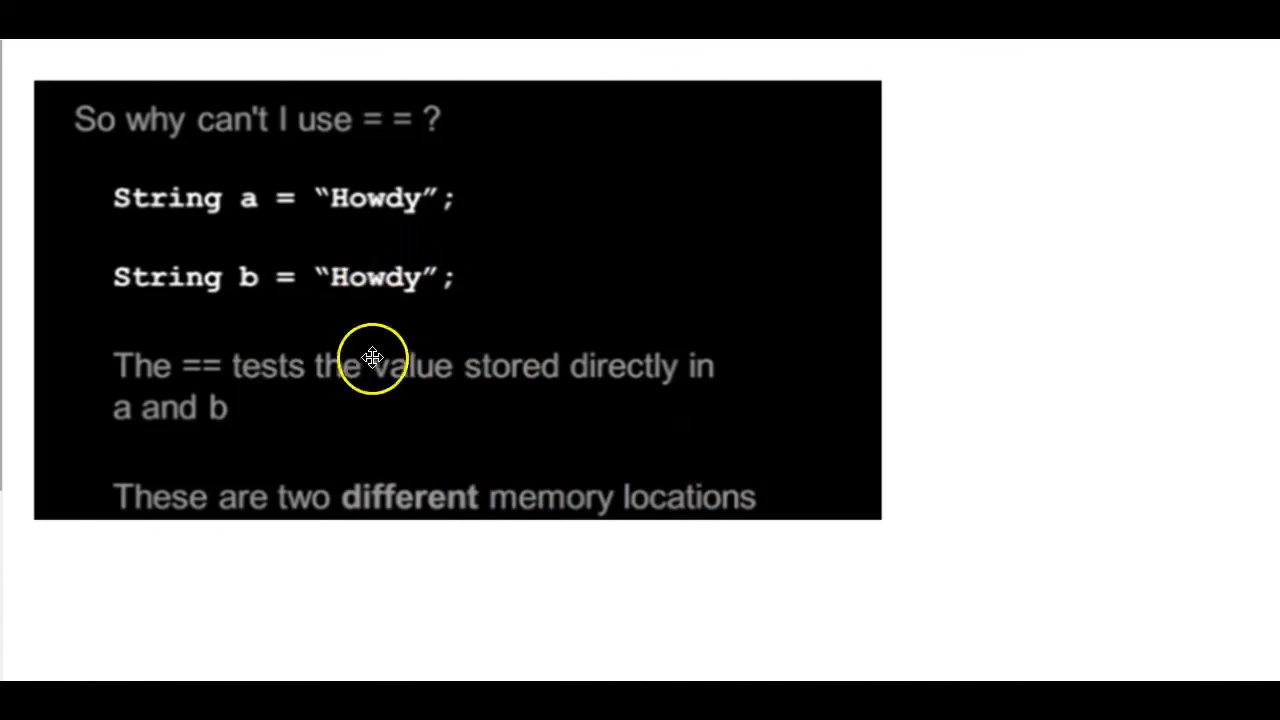 So why can't I use = = ?
String a = “Howdy”;
String b = “Howdy”;
The == tests the value stored directly in
a and b
These are two different memory locations